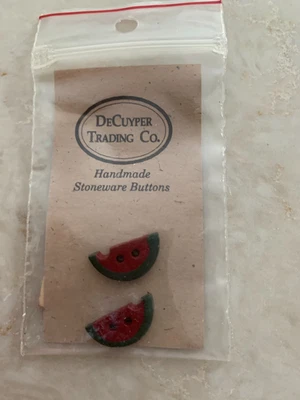 DeCuyper
Trading Co.
Handmade
Stoneware Buttons